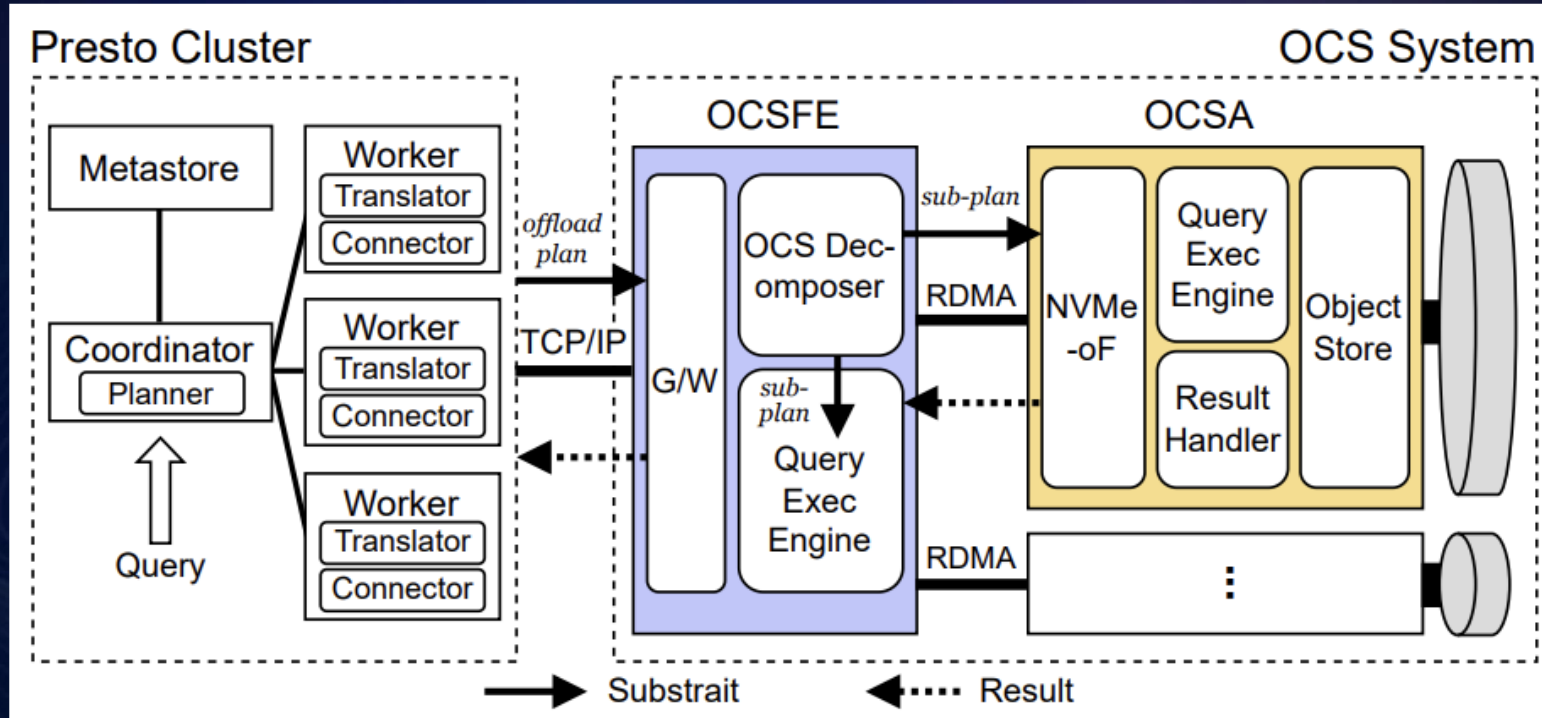 Presto Cluster
OCS System
Metastore
Coordinator
Planner
Query
Worker
Translator
Connector
Worker
Translator
Connector
Worker
Translator
Connector
offload
plan
TCP/IP
OCSFE
G/W
OCS Dec-
omposer
sub-
plan
Query
Exec
Engine
sub-plan
RDMA
RDMA
OCSA
NVMe
-oF
Query
Exec
Engine
Result
Handler
Object
Store
⋮
Substrait
Result